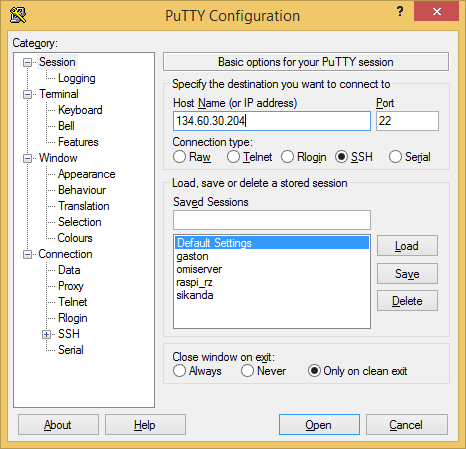 PuTTY Configuration
? ×
Category:
Session
Logging
Terminal
Keyboard
Bell
Features
Window
Appearance
Behaviour
Translation
Selection
Colours
Connection
Data
Proxy
Telnet
Rlogin
SSH
Serial
Basic options for your PuTTY session
Specify the destination you want to connect to
Host Name (or IP address) Port
134.60.30.204 22
Connection type:
Raw Telnet Rlogin SSH Serial
Load, save or delete a stored session
Saved Sessions
Default Settings
gaston
omiserver
raspi_rz
sikanda
Load
Save
Delete
Close window on exit:
Always Never Only on clean exit
About Help Open Cancel